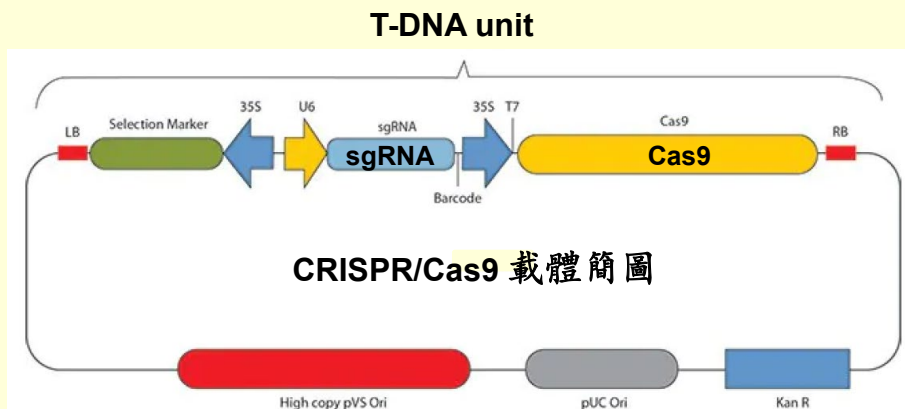 T-DNA unit
35S U6 35S T7
LB Selection Marker sgRNA Cas9 RB
sgRNA Cas9
Barcode
CRISPR/Cas9 載體簡圖
High copy pVS Ori pUC Ori Kan R